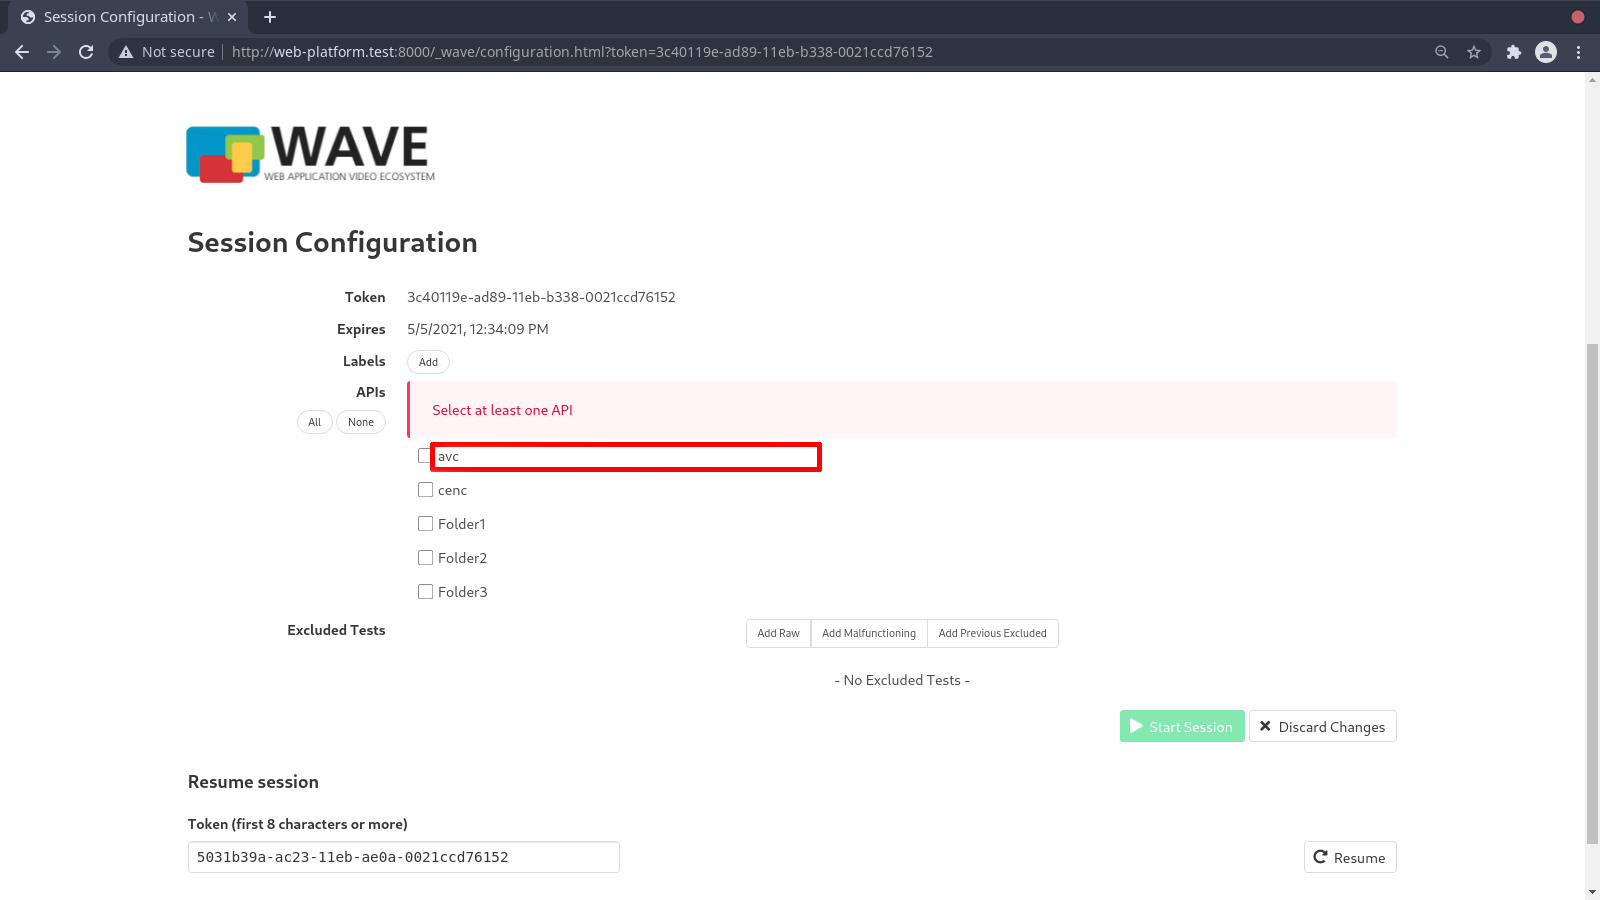 Session Configuration - W
Not secure http://web-platform.test:8000/_wave/configuration.html?token=3c40119e-ad89-11eb-b338-0021ccd76152
WAVE
WEB APPLICATION VIDEO ECOSYSTEM
Session Configuration
Token 3c40119e-ad89-11eb-b338-0021ccd76152
Expires 5/5/2021, 12:34:09 PM
Labels Add
APIs
All None
Select at least one API
avc
cenc
Folder1
Folder2
Folder3
Excluded Tests
Add Raw Add Malfunctioning Add Previous Excluded
- No Excluded Tests -
Start Session Discard Changes
Resume session
Token (first 8 characters or more)
5031b39a-ac23-11eb-ae0a-0021ccd76152
Resume